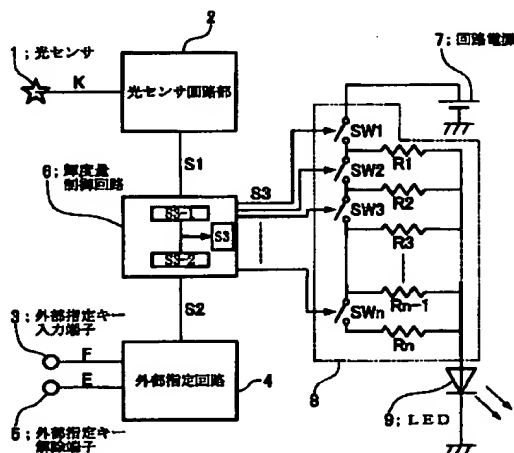 2
1;光センサ
K
光センサ回路部
7;回路電源
SW1
S1
R1
S3
SW2
6;輝度量
制御回路
R2
SW3
S3-1
S3
R3
S3-2
S2
Rn-1
SWn
3;外部指定キー
入力端子
F
Rn
E
外部指定回路
4
8
5;外部指定キー
解除端子
9;LED